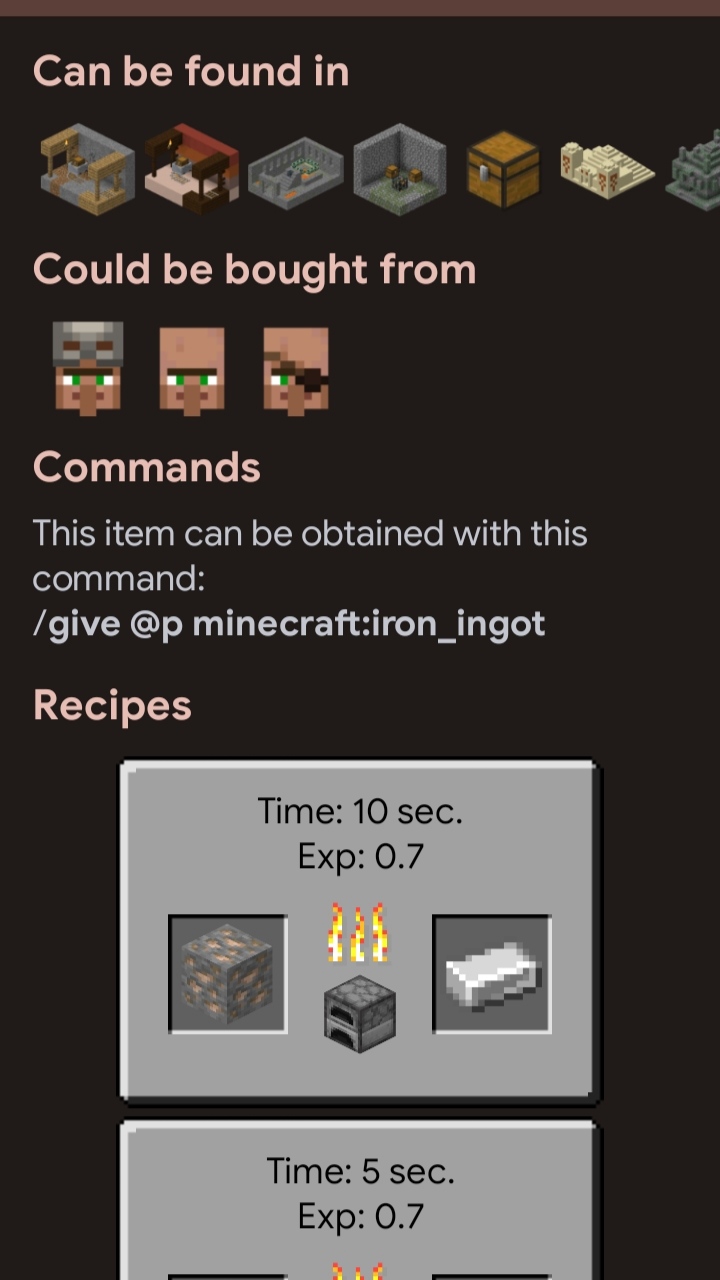 Can be found in
Could be bought from
Commands
This item can be obtained with this
command:
/give @p minecraft:iron_ingot
Recipes
Time: 10 sec.
Exp: 0.7
Time: 5 sec.
Exp: 0.7